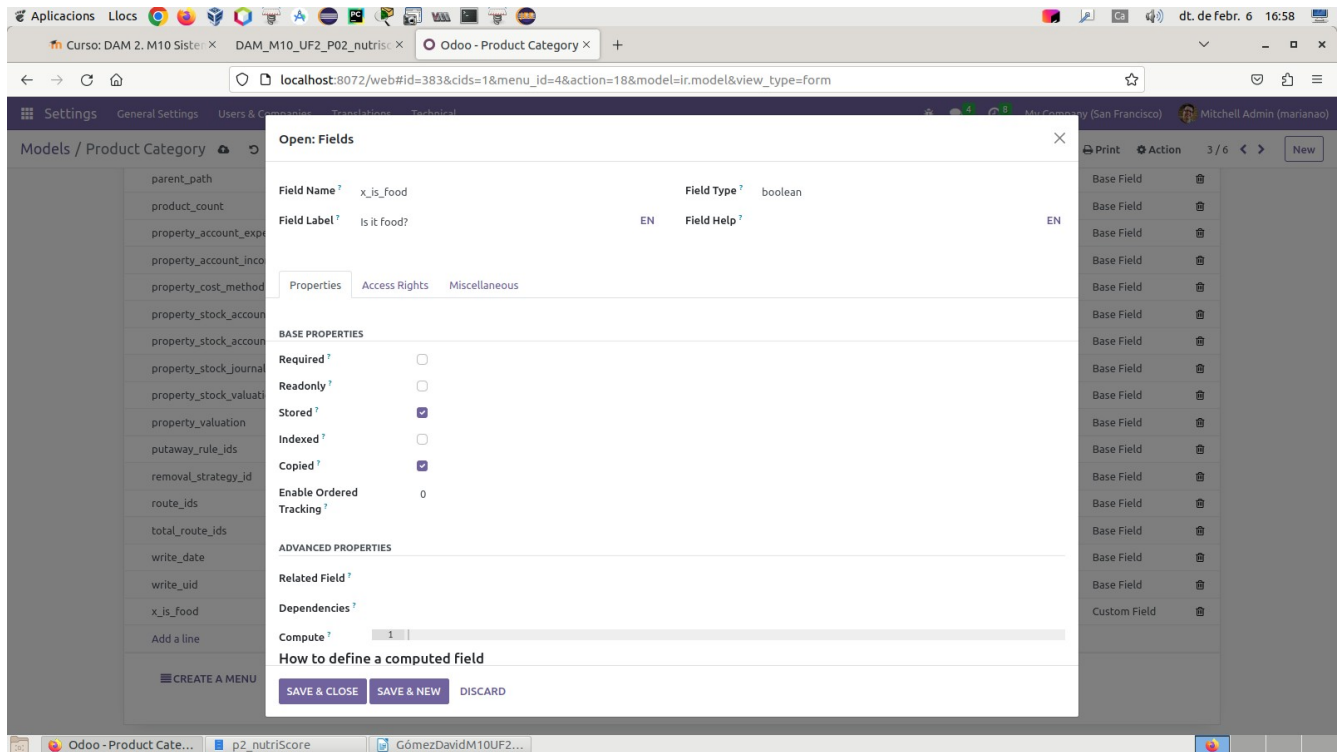 Aplicacions Llocs dt. de febr. 6 16:58
Curso: DAM 2. M10 Sister DAM_M10_UF2_P02_nutrisc Odoo - Product Category
localhost:8072/web#id=383&cids=1&menu_id=4&action=18&model=ir.model&view_type=form
Settings General Settings Users & Companies Translations Technical 4 8 My Company (San Francisco) Mitchell Admin (marianao)
Models / Product Category Print Action 3 / 6 New
Open: Fields
parent_path Base Field
Field Name ? x_is_food Field Type ? boolean
product_count Base Field
Field Label ? Is it food? EN Field Help ? EN
property_account_expe Base Field
property_account_inco Base Field
property_cost_method Properties Access Rights Miscellaneous Base Field
property_stock_accoun Base Field
BASE PROPERTIES
property_stock_accoun Base Field
Required ?
property_stock_journal Base Field
Readonly ?
property_stock_valuati Base Field
Stored ?
property_valuation Base Field
Indexed ?
putaway_rule_ids Base Field
Copied ?
removal_strategy_id Base Field
Enable Ordered
Tracking ? 0
route_ids Base Field
total_route_ids Base Field
ADVANCED PROPERTIES
write_date Base Field
Related Field ?
write_uid Base Field
Dependencies ?
x_is_food Custom Field
Add a line
Compute ? 1
How to define a computed field
CREATE A MENU
SAVE & CLOSE SAVE & NEW DISCARD
Odoo - Product Cate... p2_nutriScore GómezDavidM10UF2...